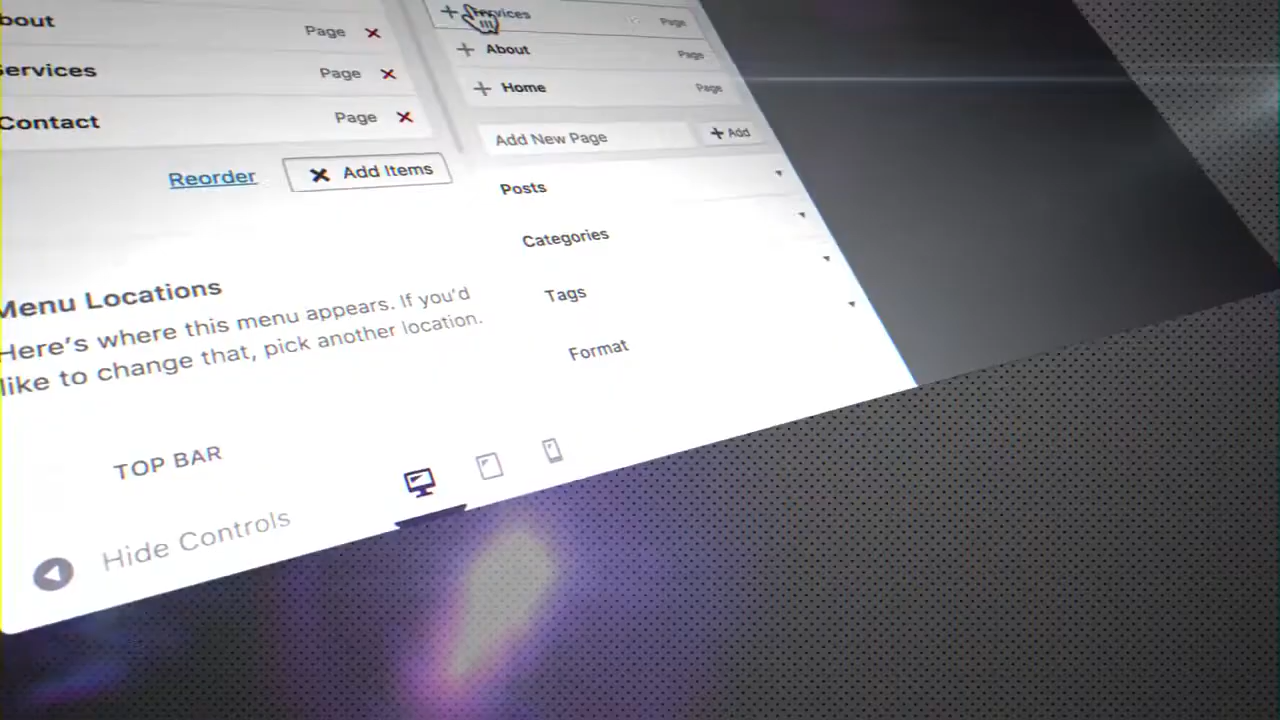 bout
Page
ervices
Page
Contact
Page
Reorder
Add Items
Menu Locations
Here's where this menu appears. If you'd
like to change that, pick another location.
TOP BAR
Hide Controls
Services
Page
About
Page
Home
Page
Add New Page
Add
Posts
Categories
Tags
Format